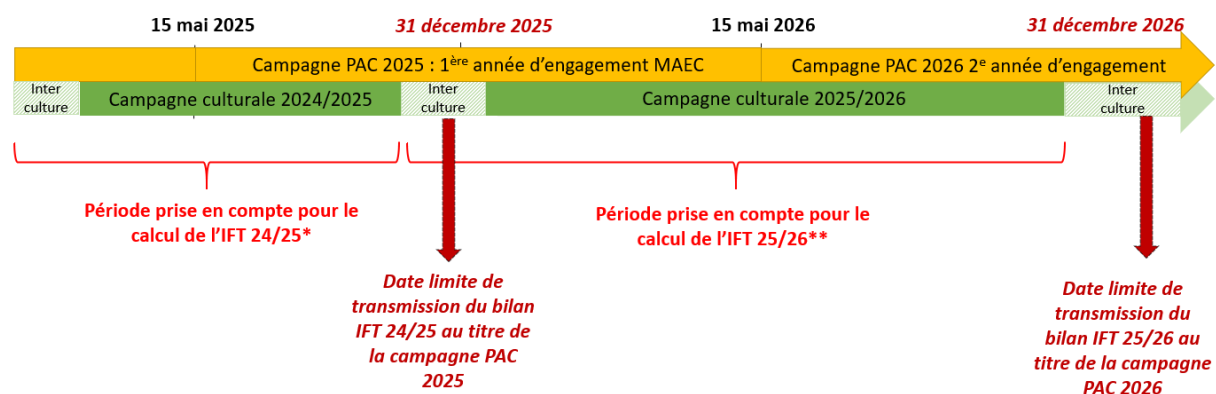 15 mai 2025
31 décembre 2025
15 mai 2026
31 décembre 2026
Campagne PAC 2025 : 1ère année d'engagement MAEC
Campagne PAC 2026 2e année d'engagement
Inter
culture
Campagne culturale 2024/2025
Inter
culture
Campagne culturale 2025/2026
Inter
culture
Période prise en compte pour le
calcul de l'IFT 24/25*
Période prise en compte pour le
calcul de l'IFT 25/26**
Date limite de
transmission du bilan
IFT 24/25 au titre de
la campagne PAC
2025
Date limite de
transmission du
bilan IFT 25/26 au
titre de la campagne
PAC 2026